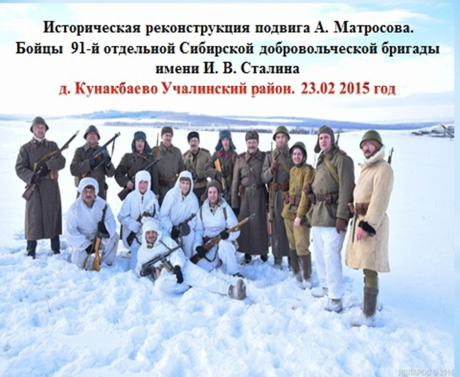 Историческая реконструкция подвига А. Матросова.
Бойцы 91-й отдельной Сибирской добровольческой бригады
имени И. В. Сталина
д. Кунакбаево Учалинский район. 23.02 2015 год